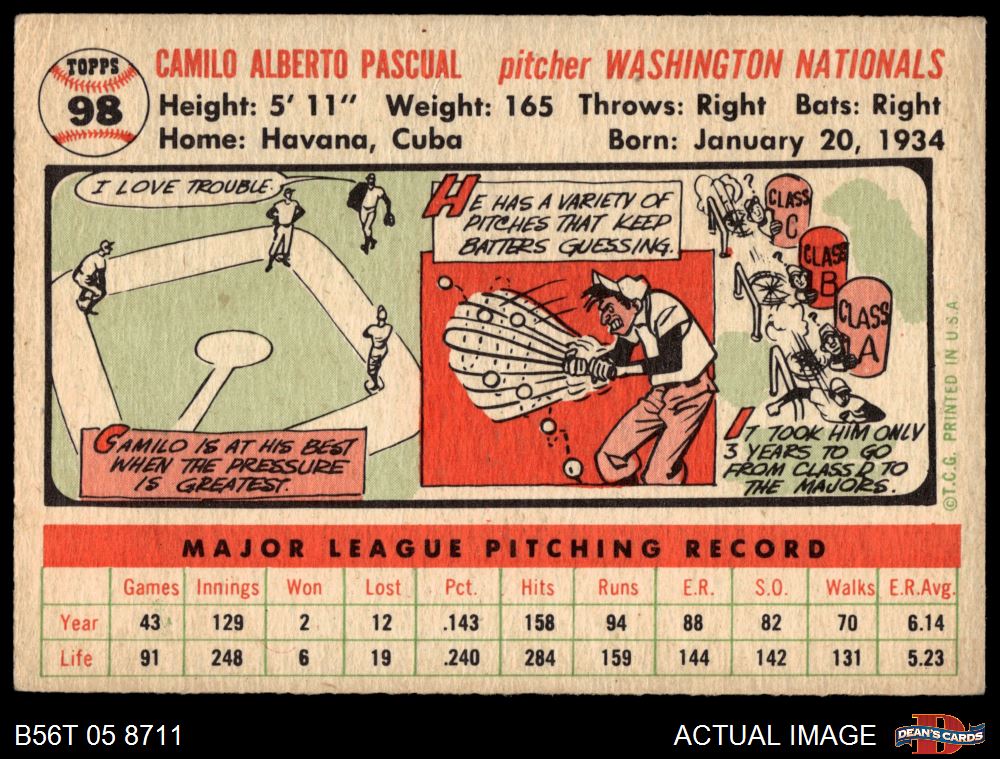 TOPPS
98
CAMILO ALBERTO PASCUAL pitcher WASHINGTON NATIONALS
Height: 5' 11" Weight: 165 Throws: Right Bats: Right
Home: Havana, Cuba Born: January 20, 1934
I LOVE TROUBLE.
CAMILO IS AT HIS BEST
WHEN THE PRESSURE
IS GREATEST.
HE HAS A VARIETY OF
PITCHES THAT KEEP
BATTERS GUESSING.
?
CLASS
C
CLASS
B
CLASS
A
IT TOOK HIM ONLY
3 YEARS TO GO
FROM CLASS D TO
THE MAJORS.
©T.C.G. PRINTED IN U.S.A
MAJOR LEAGUE PITCHING RECORD
Games Innings Won Lost Pct. Hits Runs E.R. S.O. Walks E.R.Avg.
Year 43 129 2 12 .143 158 94 88 82 70 6.14
Life 91 248 6 19 .240 284 159 144 142 131 5.23
B56T 05 8711 ACTUAL IMAGE
D
DEAN'S CARDS